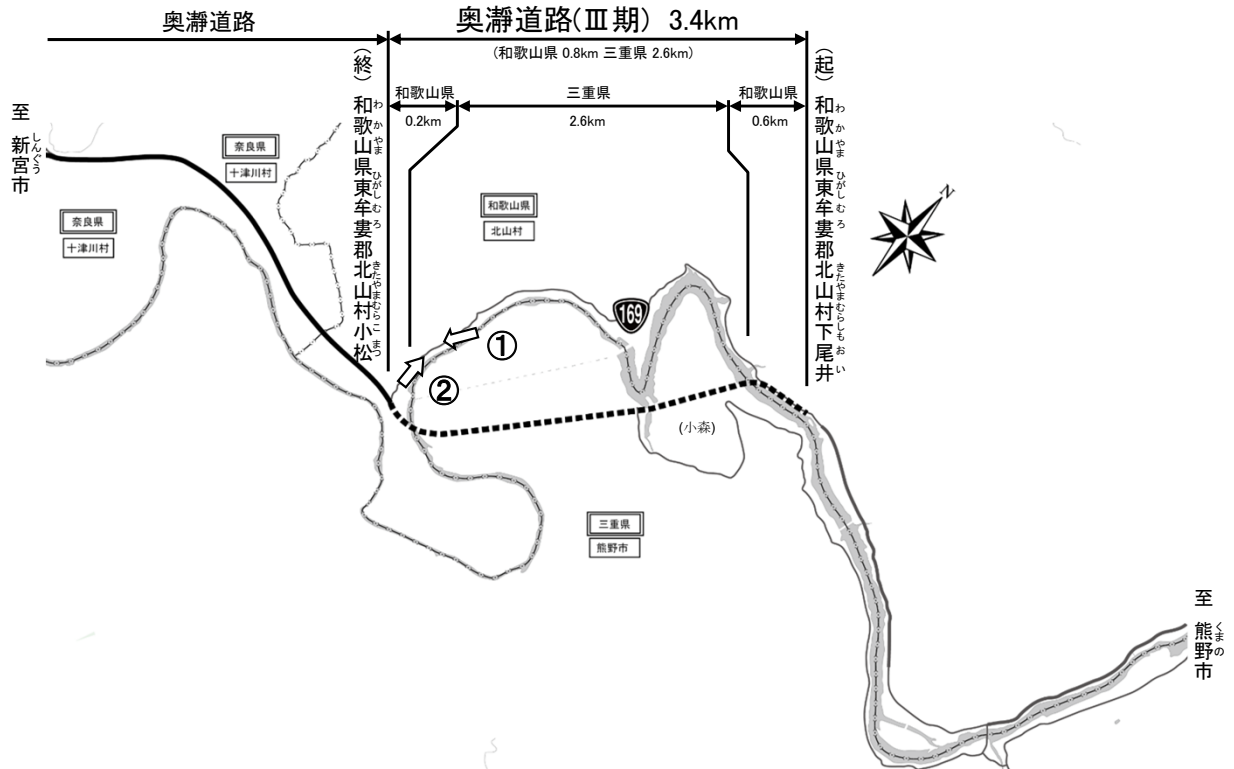 奥瀞道路
奥瀞道路(Ⅲ期) 3.4km
(和歌山県 0.8km 三重県 2.6km)
和歌山県
三重県
和歌山県
0.2km
2.6km
0.6km
(起)和歌山県東牟婁郡北山村下尾井
わかやま ひがしむろ きたやまむらしもおい
(終)和歌山県東牟婁郡北山村小松
わかやま ひがしむろ きたやまむらこまつ
至 新宮市
しんぐう
奈良県
十津川村
奈良県
十津川村
和歌山県
北山村
N
169
①
②
(小森)
三重県
熊野市
至 熊野市
くまの